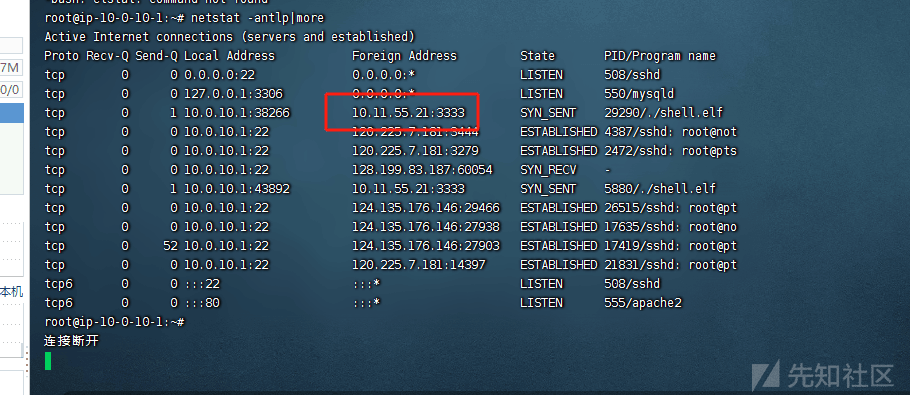 -bash: etstat: command not found
root@ip-10-0-10-1:~# netstat -antlp|more
Active Internet connections (servers and established)
Proto Recv-Q Send-Q Local Address Foreign Address State PID/Program name
tcp 0 0 0.0.0.0:22 0.0.0.0:* LISTEN 508/sshd
7M tcp 0 0 127.0.0.1:3306 0.0.0.0:* LISTEN 550/mysqld
0/0 tcp 0 1 10.0.10.1:38266 10.11.55.21:3333 SYN_SENT 29290/./shell.elf
tcp 0 0 10.0.10.1:22 120.225.7.181:3444 ESTABLISHED 4387/sshd: root@not
tcp 0 0 10.0.10.1:22 120.225.7.181:3279 ESTABLISHED 2472/sshd: root@pts
tcp 0 0 10.0.10.1:22 128.199.83.187:60054 SYN_RECV -
tcp 0 1 10.0.10.1:43892 10.11.55.21:3333 SYN_SENT 5880/./shell.elf
tcp 0 0 10.0.10.1:22 124.135.176.146:29466 ESTABLISHED 26515/sshd: root@pt
tcp 0 0 10.0.10.1:22 124.135.176.146:27938 ESTABLISHED 17635/sshd: root@no
tcp 0 52 10.0.10.1:22 124.135.176.146:27903 ESTABLISHED 17419/sshd: root@pt
tcp 0 0 10.0.10.1:22 120.225.7.181:14397 ESTABLISHED 21831/sshd: root@pt
本机 tcp6 0 0 :::22 :::* LISTEN 508/sshd
tcp6 0 0 :::80 :::* LISTEN 555/apache2
root@ip-10-0-10-1:~#
连接断开
先知社区